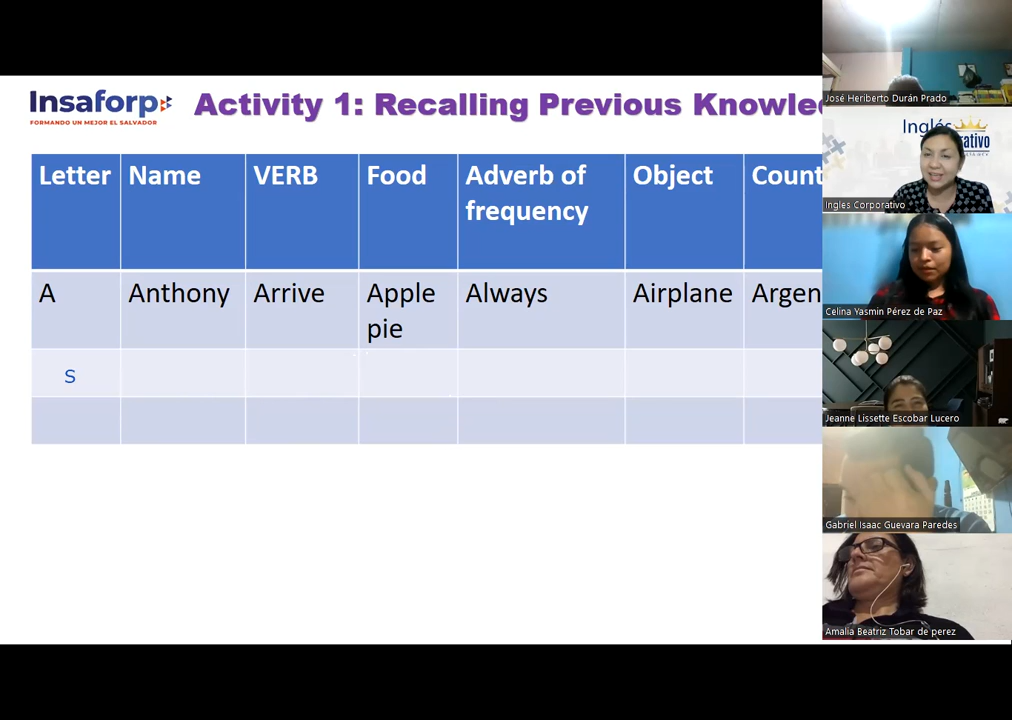 Insaforp
FORMANDO UN MEJOR EL SALVADOR
Activity 1: Recalling Previous Knowle
Letter Name VERB Food Adverb of frequency Object Count
A Anthony Arrive Apple pie Always Airplane Argen
S
José Heriberto Durán Prado
Inglés
Ingles Corporativo
Celina Yasmin Pérez de Paz
Jeanne Lissette Escobar Lucero
Gabriel Isaac Guevara Paredes
Amalia Beatriz Tobar de perez